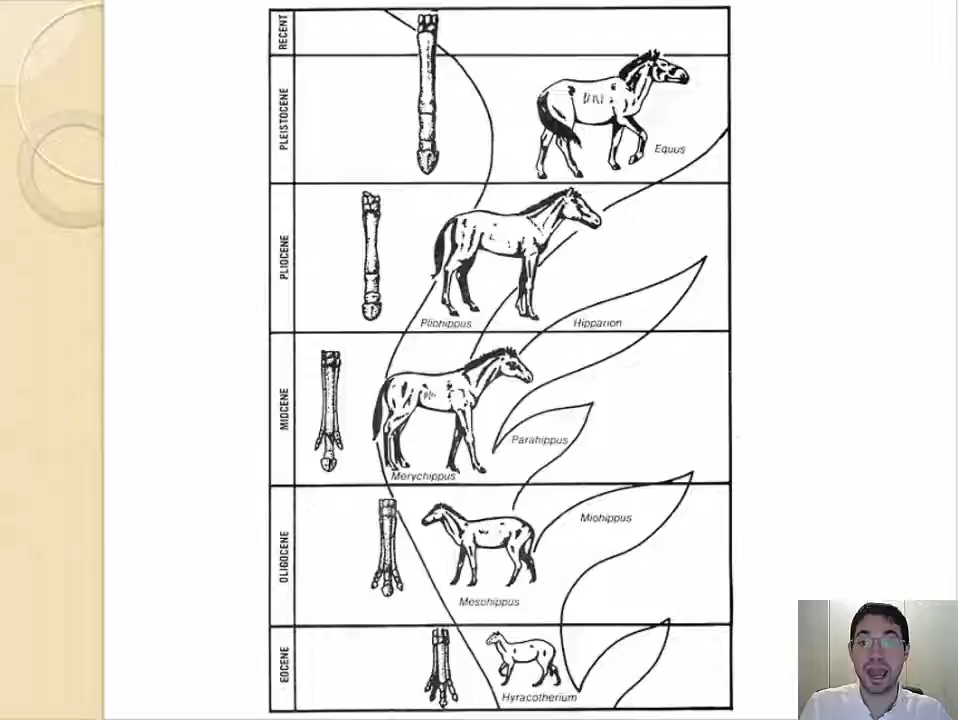 RECENT
PLEISTOCENE
Equus
PLIOCENE
Pliohippus
Hipparion
MIOCENE
Parahippus
Merychippus
OLIGOCENE
Miohippus
Mesohippus
EOCENE
Hyracotherium